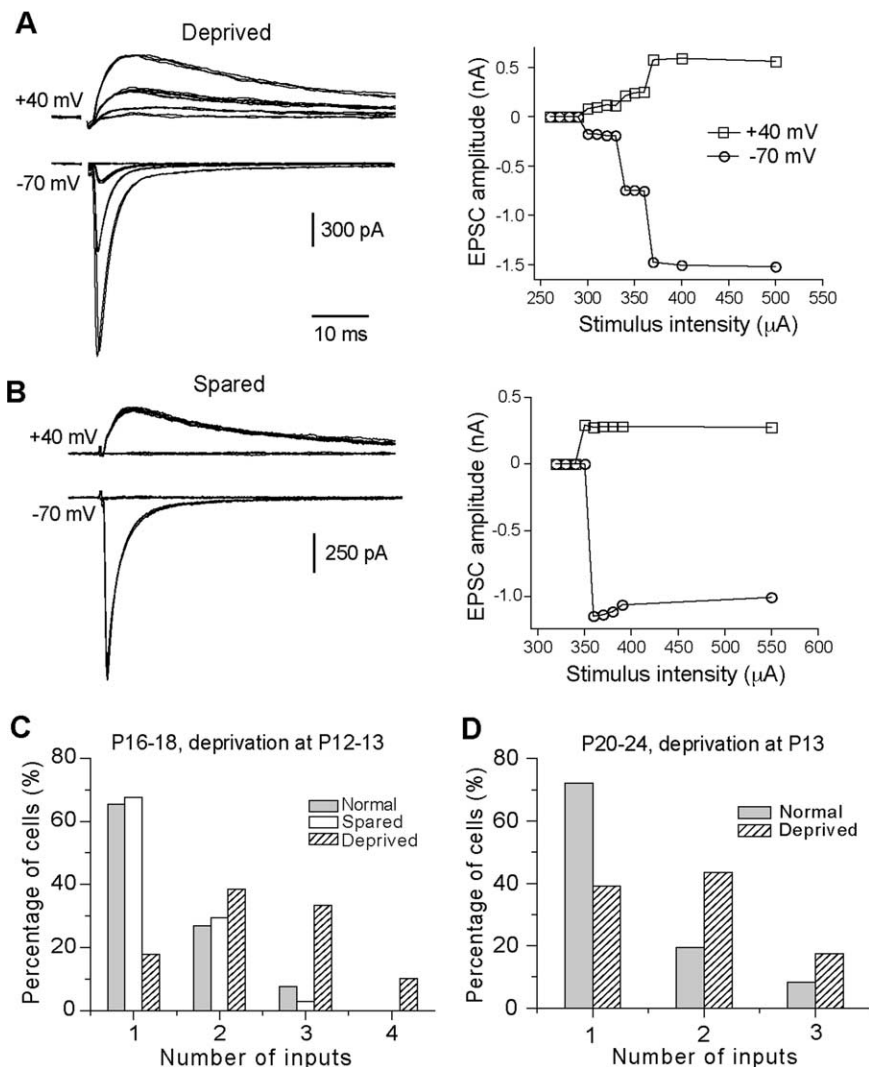 A
Deprived
+40 mV
-70 mV
300 pA
10 ms
EPSC amplitude (nA)
0.5
0
-0.5
-1.0
-1.5
+40 mV
-70 mV
250 300 350 400 450 500 550
Stimulus intensity (μA)
B
Spared
+40 mV
-70 mV
250 pA
EPSC amplitude (nA)
0.5
0
-0.5
-1.0
300 350 400 450 500 550 600
Stimulus intensity (μA)
C
P16-18, deprivation at P12-13
Percentage of cells (%)
80
60
40
20
0
Normal
Spared
Deprived
1 2 3 4
Number of inputs
D
P20-24, deprivation at P13
Percentage of cells (%)
80
60
40
20
0
Normal
Deprived
1 2 3
Number of inputs